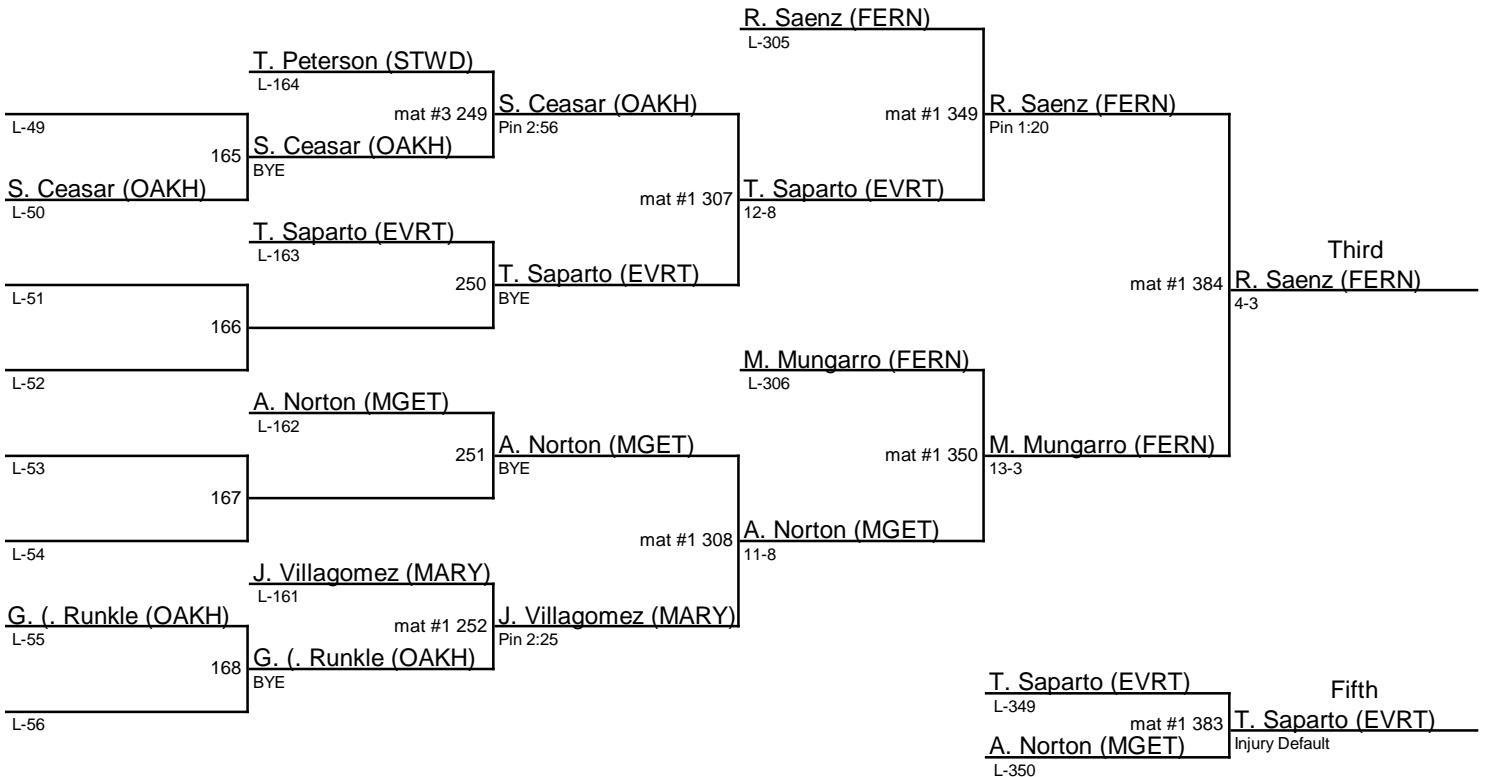 L-49
165
S. Ceasar (OAKH)
L-50
L-51
166
L-52
L-53
167
L-54
G. (. Runkle (OAKH)
L-55
168
L-56
T. Peterson (STWD)
L-164
mat #3 249
S. Ceasar (OAKH)
BYE
T. Saparto (EVRT)
L-163
250
A. Norton (MGET)
L-162
251
J. Villagomez (MARY)
L-161
mat #1 252
G. (. Runkle (OAKH)
BYE
S. Ceasar (OAKH)
Pin 2:56
mat #1 307
T. Saparto (EVRT)
BYE
A. Norton (MGET)
BYE
mat #1 308
J. Villagomez (MARY)
Pin 2:25
R. Saenz (FERN)
L-305
mat #1 349
T. Saparto (EVRT)
12-8
M. Mungarro (FERN)
L-306
mat #1 350
A. Norton (MGET)
11-8
R. Saenz (FERN)
Pin 1:20
mat #1 384
M. Mungarro (FERN)
13-3
Third
R. Saenz (FERN)
4-3
T. Saparto (EVRT)
L-349
mat #1 383
A. Norton (MGET)
L-350
Fifth
T. Saparto (EVRT)
Injury Default